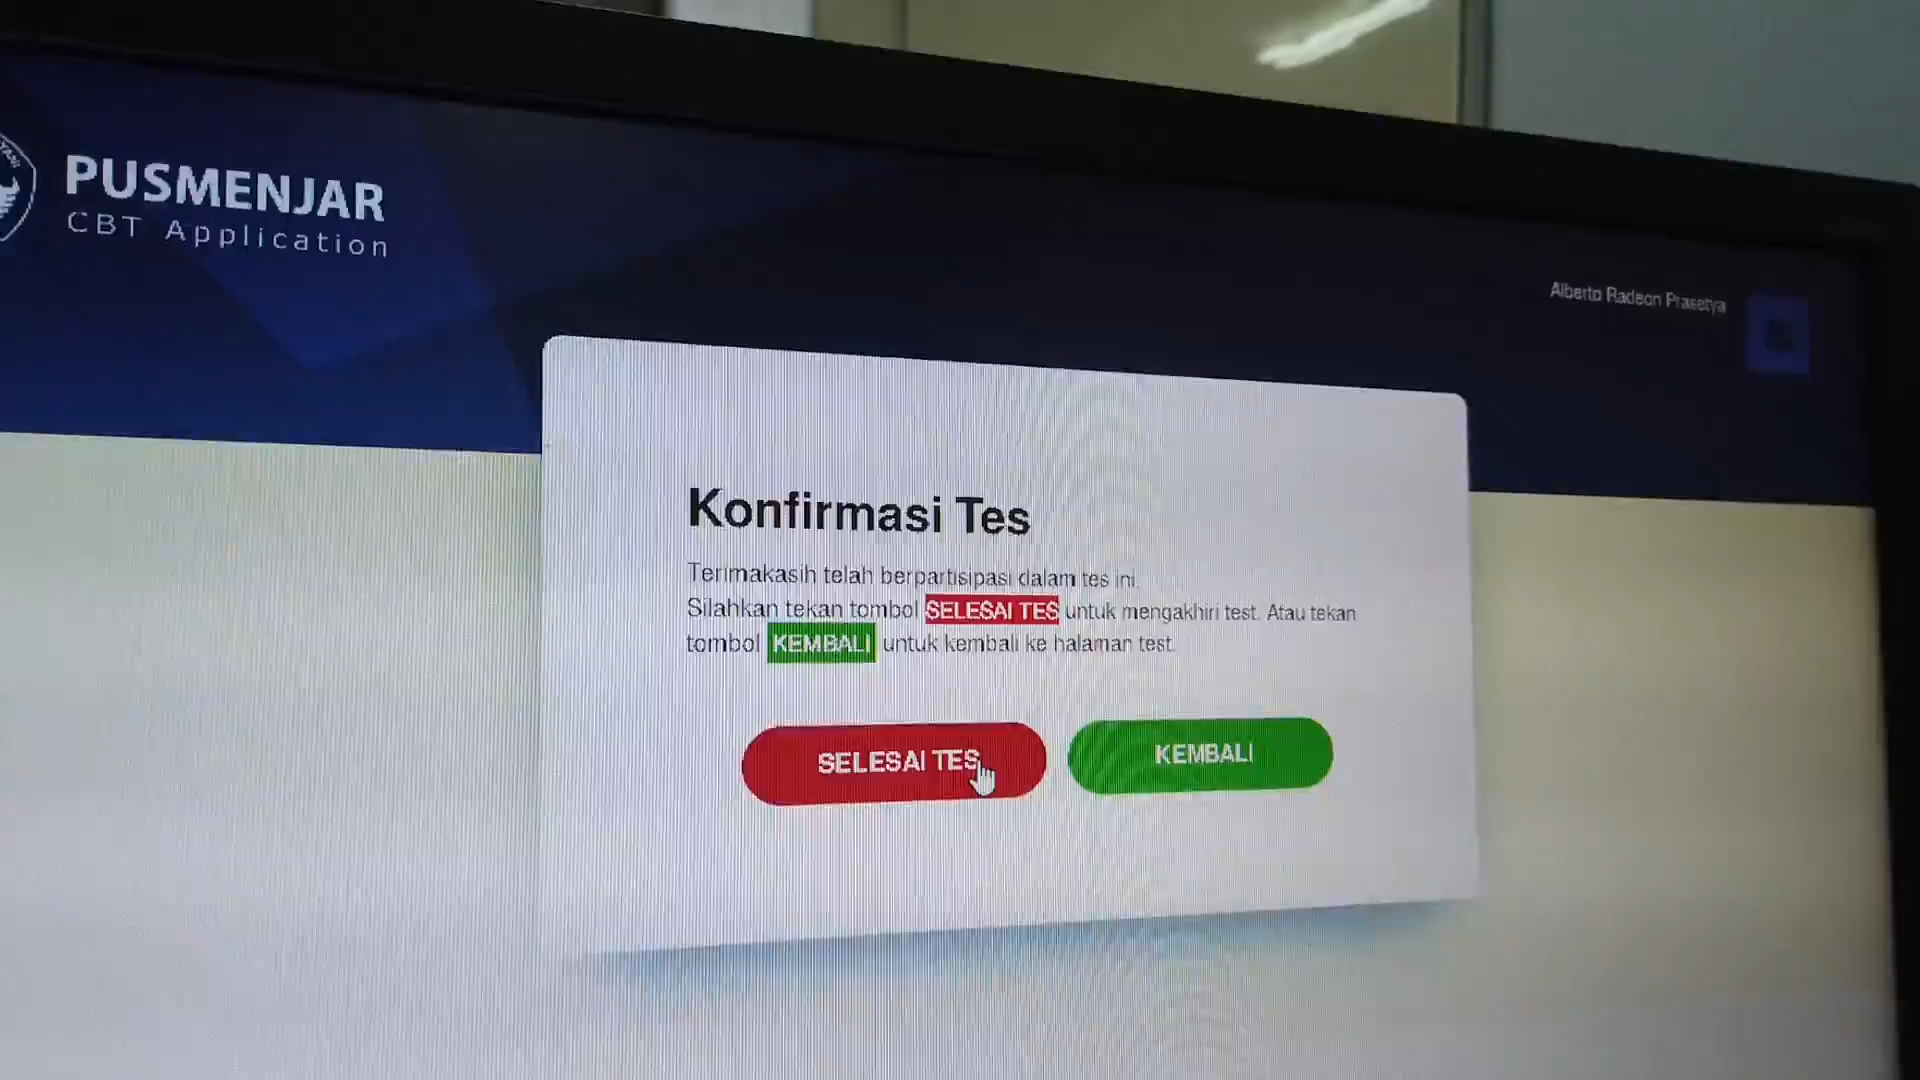 PUSMENJAR
CBT Application
Alberto Radeon Prasetya
Konfirmasi Tes
Terimakasih telah berpartisipasi dalam tes ini.
Silahkan tekan tombol SELESAI TES untuk mengakhiri test. Atau tekan
tombol KEMBALI untuk kembali ke halaman test.
SELESAI TES
KEMBALI